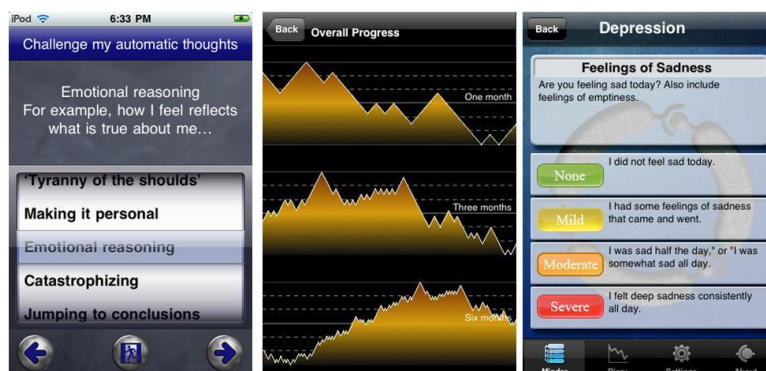 iPod
6:33 PM
Challenge my automatic thoughts
Emotional reasoning
For example, how I feel reflects
what is true about me...
'Tyranny of the shoulds'
Making it personal
Emotional reasoning
Catastrophizing
Jumping to conclusions
Back
Overall Progress
One month
Three months
Six months
Back
Depression
Feelings of Sadness
Are you feeling sad today? Also include
feelings of emptiness.
None
I did not feel sad today.
Mild
I had some feelings of sadness
that came and went.
Moderate
I was sad half the day," or "I was
somewhat sad all day.
Severe
I felt deep sadness consistently
all day.